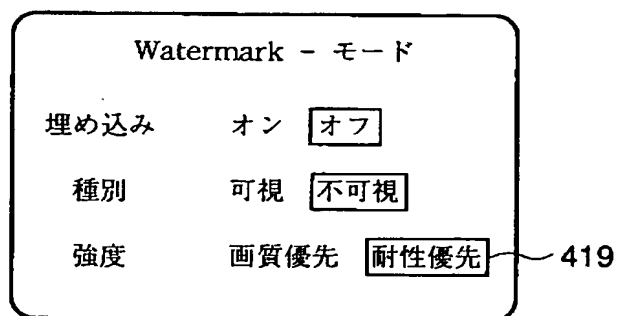 Watermark - モード
埋め込み オン オフ
種別 可視 不可視
強度 画質優先 耐性優先 419